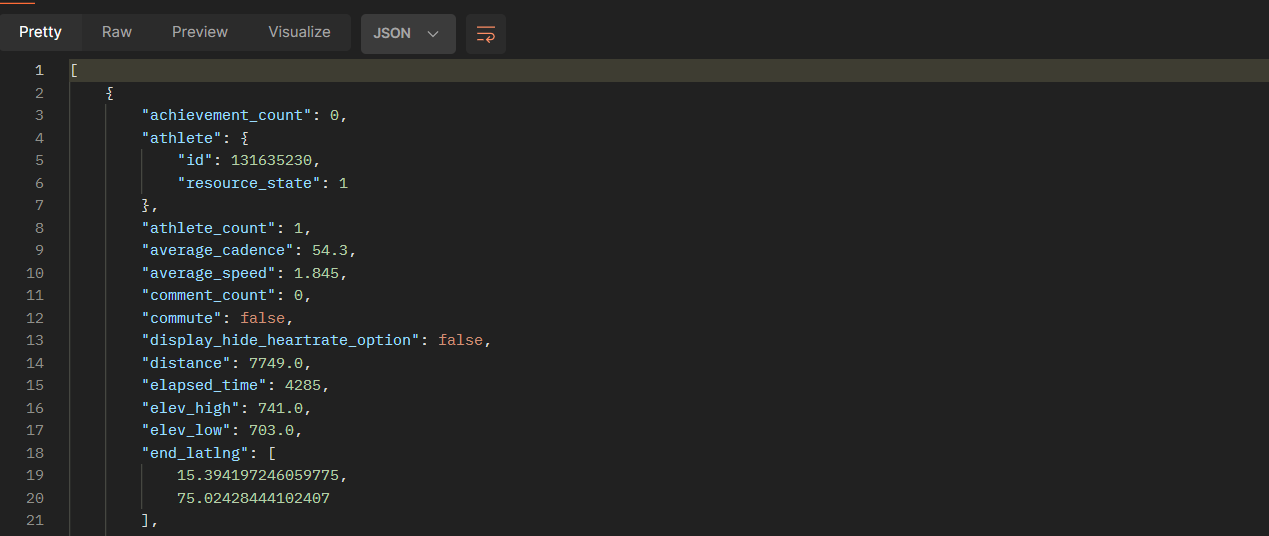 Pretty Raw Preview Visualize JSON
1 [
2 {
3 "achievement_count": 0,
4 "athlete": {
5 "id": 131635230,
6 "resource_state": 1
7 },
8 "athlete_count": 1,
9 "average_cadence": 54.3,
10 "average_speed": 1.845,
11 "comment_count": 0,
12 "commute": false,
13 "display_hide_heartrate_option": false,
14 "distance": 7749.0,
15 "elapsed_time": 4285,
16 "elev_high": 741.0,
17 "elev_low": 703.0,
18 "end_latlng": [
19 15.394197246059775,
20 75.02428444102407
21 ],